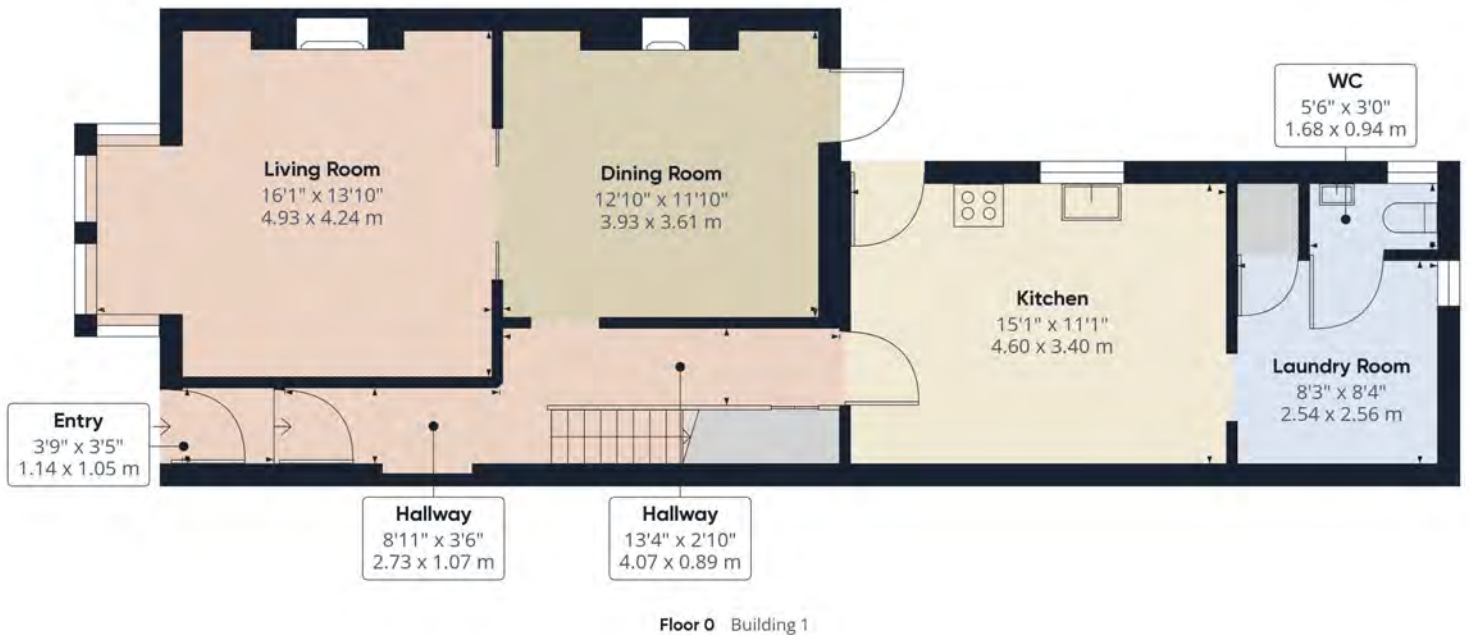 WC
5'6" x 3'0"
1.68 x 0.94 m
Living Room
16'1" x 13'10"
4.93 x 4.24 m
Dining Room
12'10" x 11'10"
3.93 x 3.61 m
Kitchen
15'1" x 11'1"
4.60 x 3.40 m
Laundry Room
8'3" x 8'4"
2.54 x 2.56 m
Entry
3'9" x 3'5"
1.14 x 1.05 m
Hallway
8'11" x 3'6"
2.73 x 1.07 m
Hallway
13'4" x 2'10"
4.07 x 0.89 m
Floor 0 Building 1